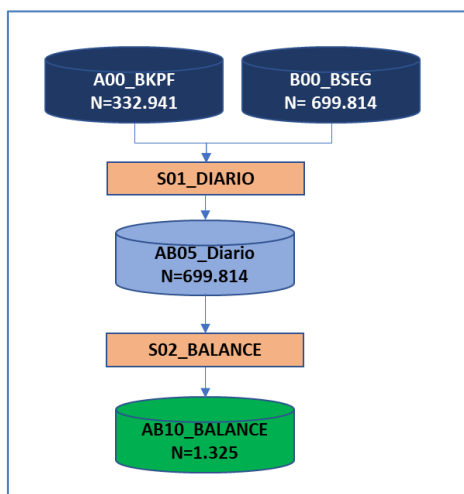 A00_BKPF
N=332.941
B00_BSEG
N= 699.814
S01_DIARIO
AB05_Diario
N=699.814
S02_BALANCE
AB10_BALANCE
N=1.325